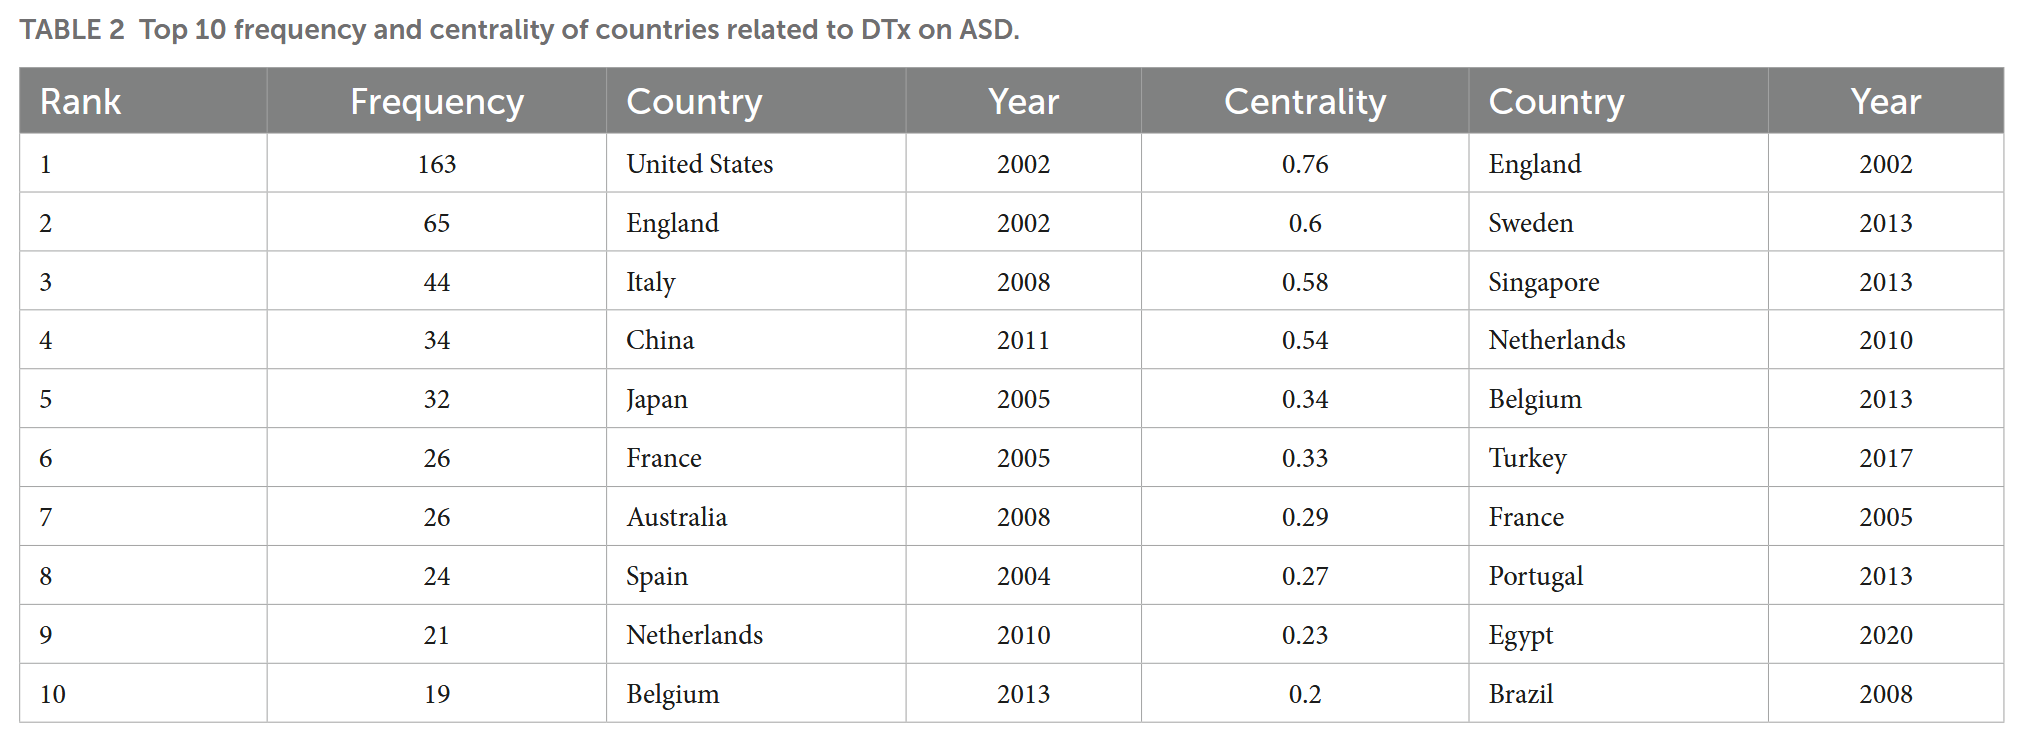 TABLE 2 Top 10 frequency and centrality of countries related to DTx on ASD.
Rank Frequency Country Year Centrality Country Year
1 163 United States 2002 0.76 England 2002
2 65 England 2002 0.6 Sweden 2013
3 44 Italy 2008 0.58 Singapore 2013
4 34 China 2011 0.54 Netherlands 2010
5 32 Japan 2005 0.34 Belgium 2013
6 26 France 2005 0.33 Turkey 2017
7 26 Australia 2008 0.29 France 2005
8 24 Spain 2004 0.27 Portugal 2013
9 21 Netherlands 2010 0.23 Egypt 2020
10 19 Belgium 2013 0.2 Brazil 2008